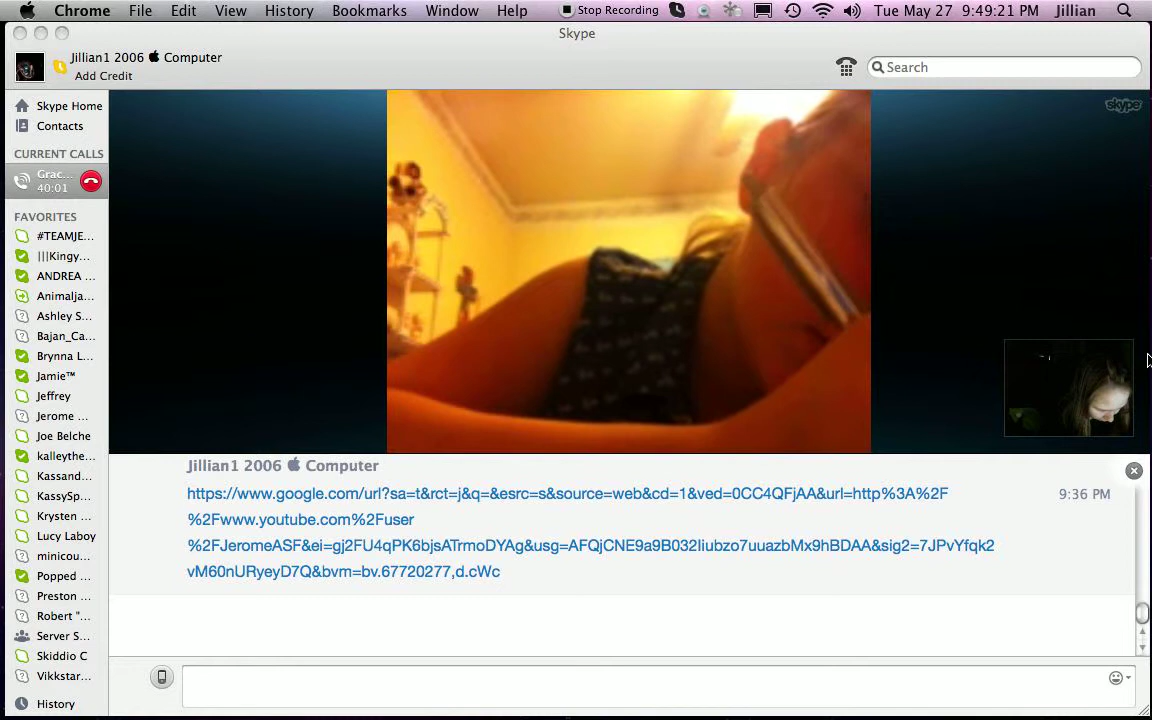 Chrome File Edit View History Bookmarks Window Help Stop Recording Tue May 27 9:49:21 PM Jillian
Skype
Jillian1 2006 Computer
Add Credit
Search
Skype Home
Contacts
CURRENT CALLS
Grac...
40:01
FAVORITES
#TEAMJE...
|||Kingy...
ANDREA ...
Animalja...
Ashley S...
Bajan_Ca...
Brynna L...
Jamie™
Jeffrey
Jerome ...
Joe Belche
kalleythe...
Kassand...
KassySp...
Krysten ...
Lucy Laboy
minicou...
Popped ...
Preston ...
Robert "...
Server S...
Skiddio C
Vikkstar...
History
skype
Jillian1 2006 Computer
https://www.google.com/url?sa=t&rct=j&q=&esrc=s&source=web&cd=1&ved=0CC4QFjAA&url=http%3A%2F 9:36 PM
%2Fwww.youtube.com%2Fuser
%2FJeromeASF&ei=gj2FU4qPK6bjsATrmoDYAg&usg=AFQjCNE9a9B032Iiubzo7uuazbMx9hBDAA&sig2=7JPvYfqk2
vM60nURyeyD7Q&bvm=bv.67720277,d.cWc